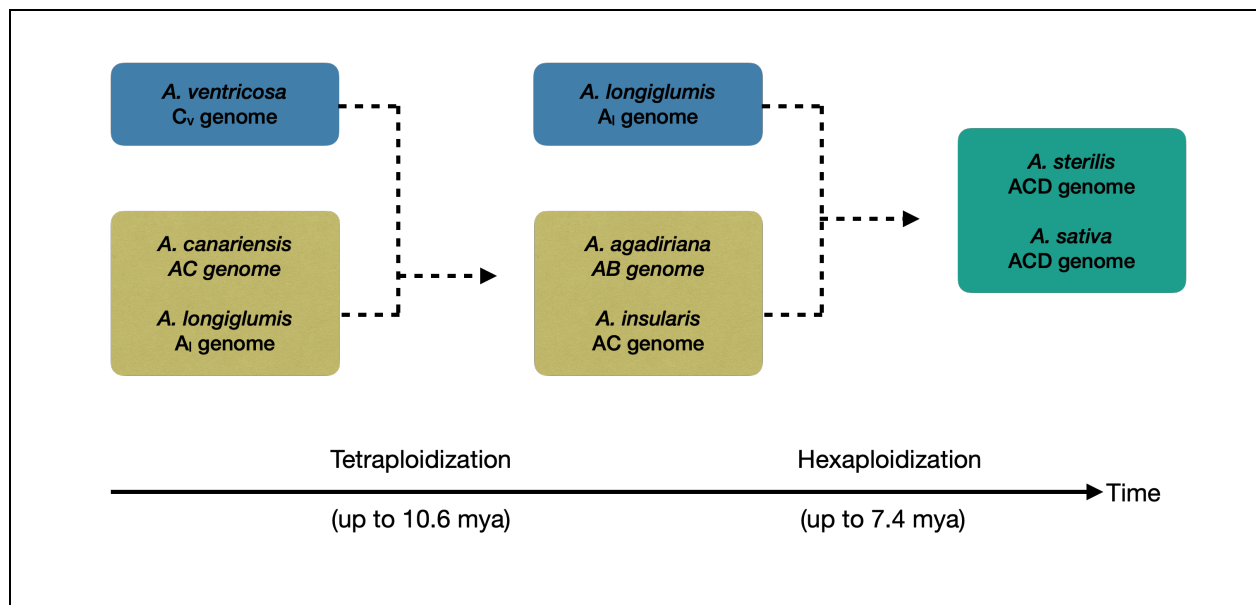 A. ventricosa
Cᵥ genome
A. canariensis
AC genome
A. longiglumis
Aₗ genome
A. longiglumis
Aₗ genome
A. agadiriana
AB genome
A. insularis
AC genome
A. sterilis
ACD genome
A. sativa
ACD genome
Tetraploidization
Hexaploidization
Time
(up to 10.6 mya)
(up to 7.4 mya)